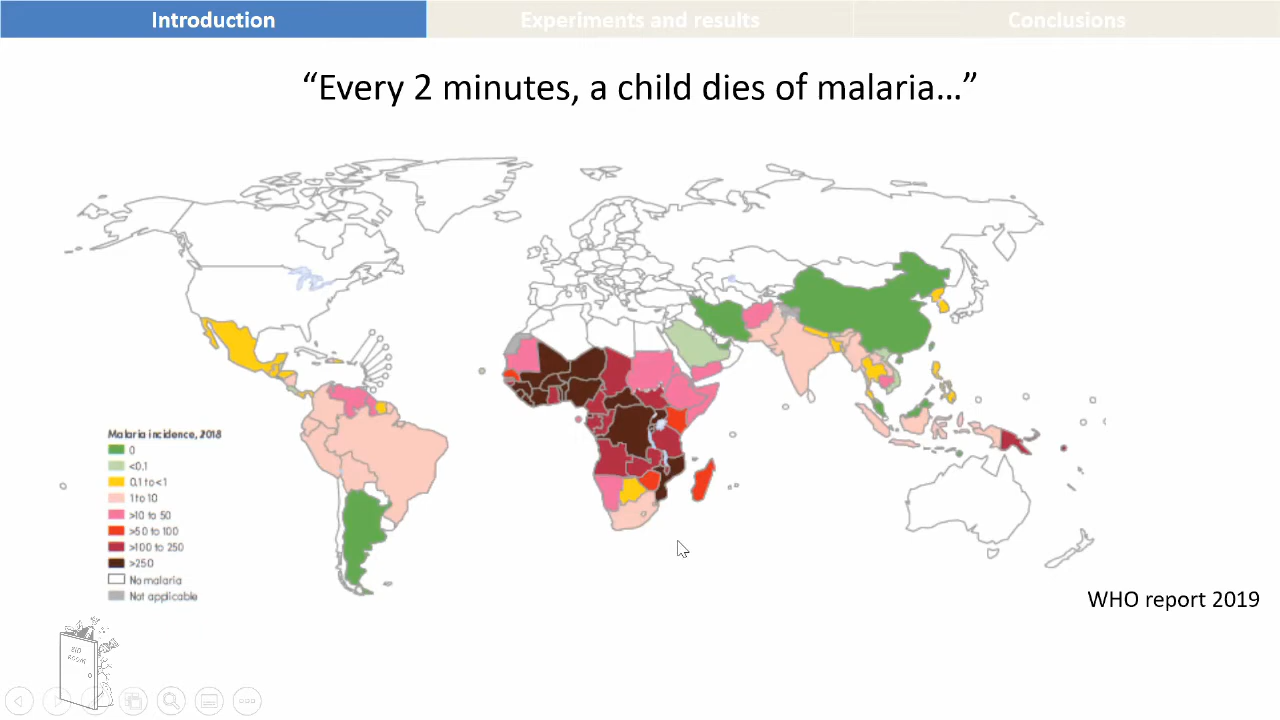 Introduction
Experiments and results
Conclusions
“Every 2 minutes, a child dies of malaria…”
Malaria incidence, 2018
0
<0.1
0.1 to <1
1 to 10
>10 to 50
>50 to 100
>100 to 250
>250
No malaria
Not applicable
WHO report 2019